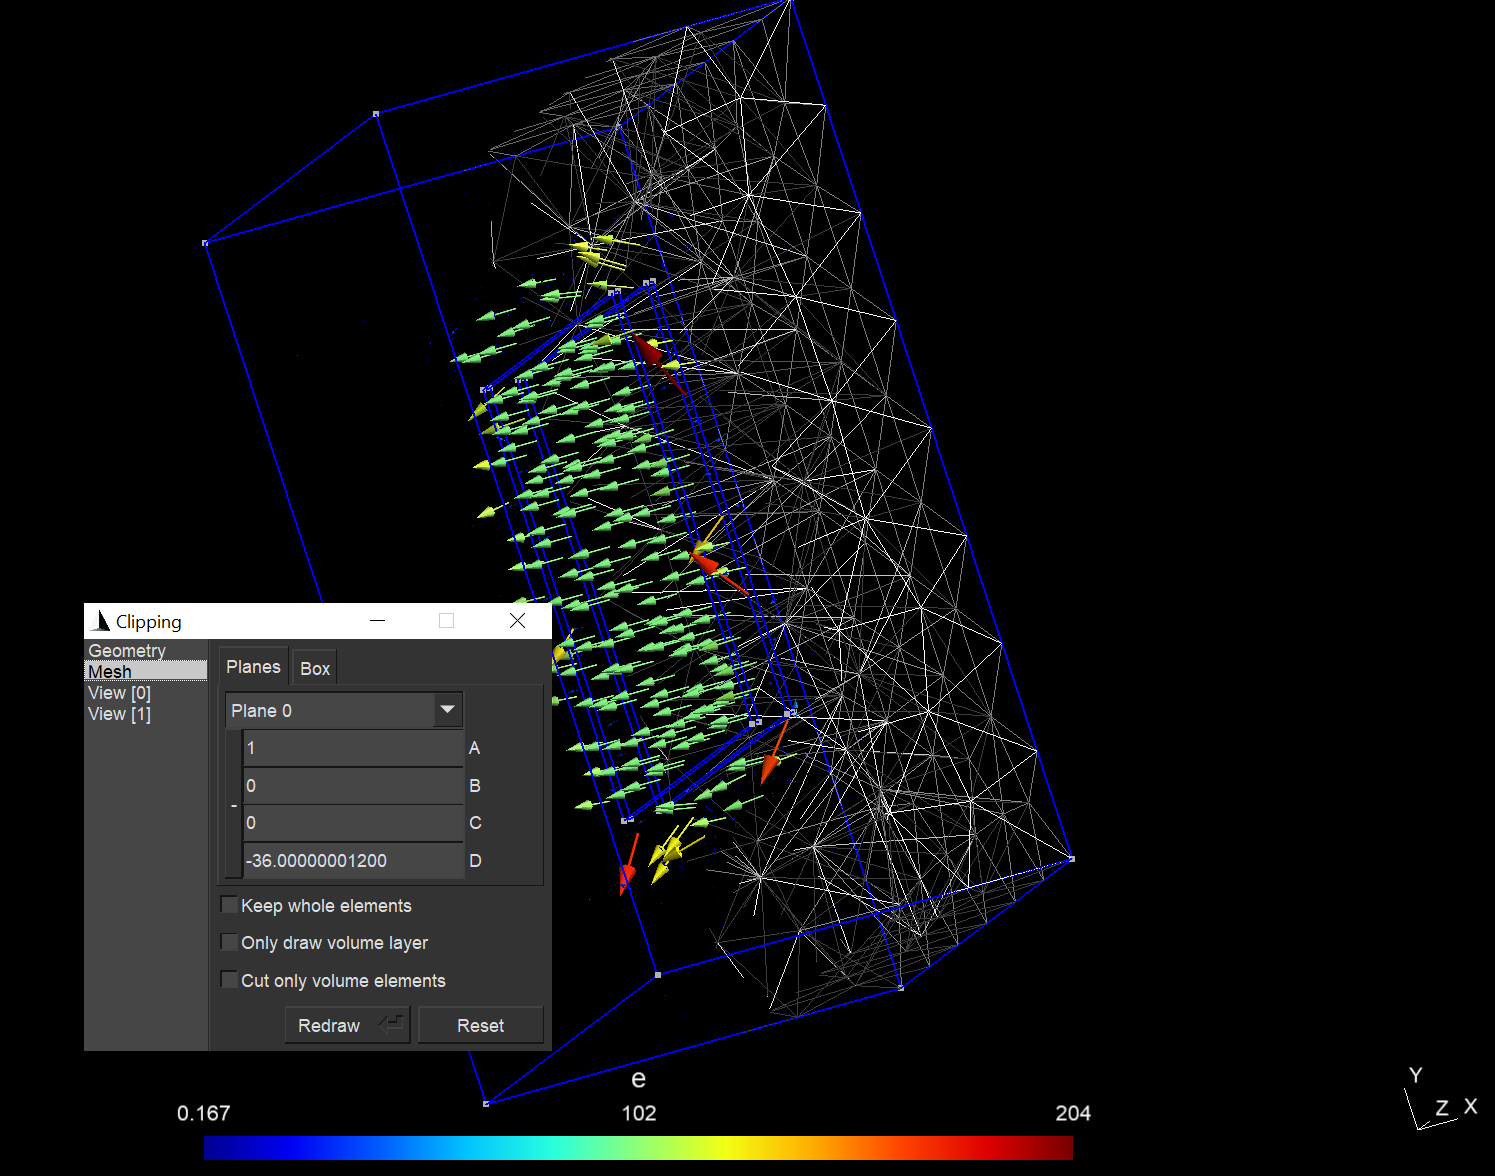 Clipping
Geometry
Mesh
View [0]
View [1]
Planes
Box
Plane 0
1
A
0
B
0
C
-
-36.00000001200
D
Keep whole elements
Only draw volume layer
Cut only volume elements
Redraw
Reset
e
0.167
102
204
Y
Z
X